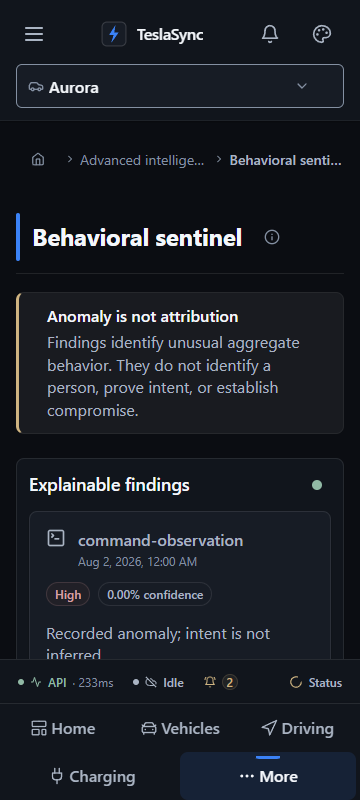 TeslaSync
Aurora
Advanced intellige... Behavioral senti...
Behavioral sentinel
Anomaly is not attribution
Findings identify unusual aggregate
behavior. They do not identify a
person, prove intent, or establish
compromise.
Explainable findings
command-observation
Aug 2, 2026, 12:00 AM
High 0.00% confidence
Recorded anomaly; intent is not
inferred
API · 233ms Idle 2 Status
Home Vehicles Driving
Charging More